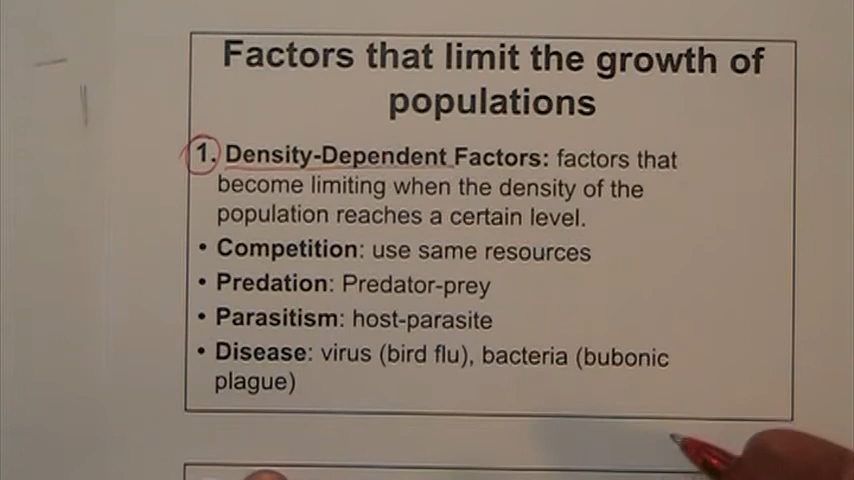 Factors that limit the growth of
populations
1. Density-Dependent Factors: factors that
become limiting when the density of the
population reaches a certain level.
• Competition: use same resources
• Predation: Predator-prey
• Parasitism: host-parasite
• Disease: virus (bird flu), bacteria (bubonic
plague)